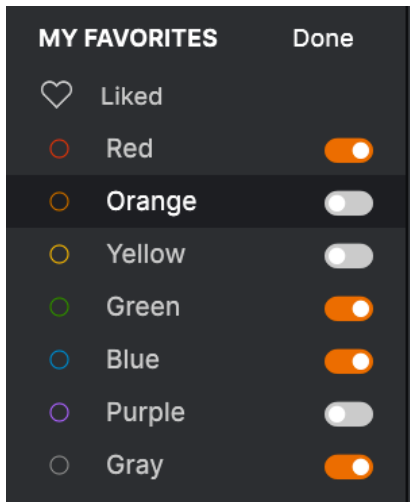 MY FAVORITES Done
Liked
Red
Orange
Yellow
Green
Blue
Purple
Gray